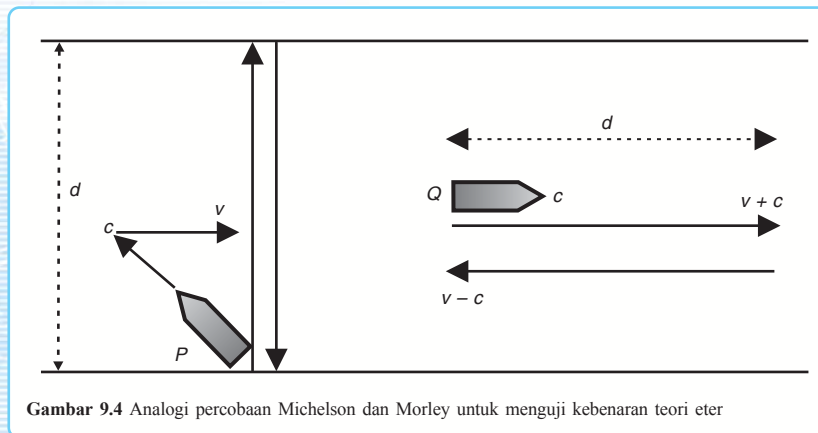 d
Q
c
v + c
d
v
c
v – c
P
Gambar 9.4 Analogi percobaan Michelson dan Morley untuk menguji kebenaran teori eter